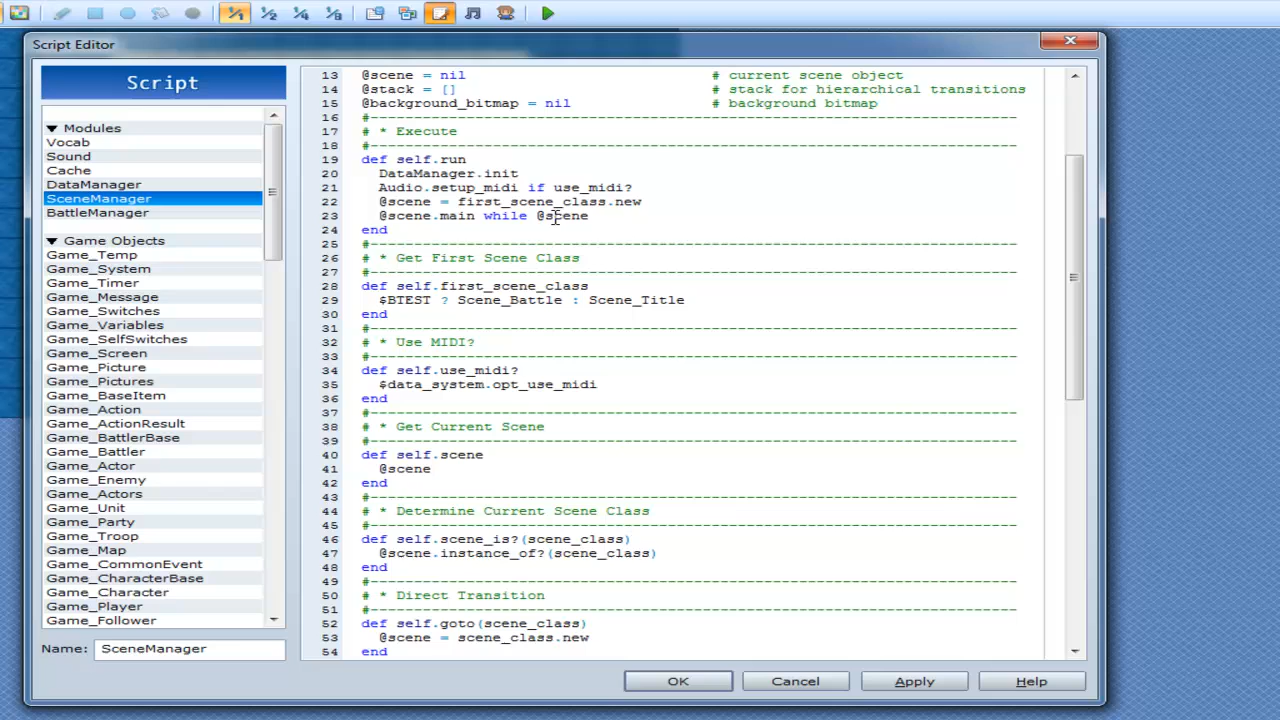 1/1 1/2 1/4 1/8
Script Editor
Script
Modules
Vocab
Sound
Cache
DataManager
SceneManager
BattleManager
Game Objects
Game_Temp
Game_System
Game_Timer
Game_Message
Game_Switches
Game_Variables
Game_SelfSwitches
Game_Screen
Game_Picture
Game_Pictures
Game_BaseItem
Game_Action
Game_ActionResult
Game_BattlerBase
Game_Battler
Game_Actor
Game_Enemy
Game_Actors
Game_Unit
Game_Party
Game_Troop
Game_Map
Game_CommonEvent
Game_CharacterBase
Game_Character
Game_Player
Game_Follower
Name: SceneManager
13 @scene = nil # current scene object
14 @stack = [] # stack for hierarchical transitions
15 @background_bitmap = nil # background bitmap
16 #--------------------------------------------------------------------------
17 # * Execute
18 #--------------------------------------------------------------------------
19 def self.run
20 DataManager.init
21 Audio.setup_midi if use_midi?
22 @scene = first_scene_class.new
23 @scene.main while @scene
24 end
25 #--------------------------------------------------------------------------
26 # * Get First Scene Class
27 #--------------------------------------------------------------------------
28 def self.first_scene_class
29 $BTEST ? Scene_Battle : Scene_Title
30 end
31 #--------------------------------------------------------------------------
32 # * Use MIDI?
33 #--------------------------------------------------------------------------
34 def self.use_midi?
35 $data_system.opt_use_midi
36 end
37 #--------------------------------------------------------------------------
38 # * Get Current Scene
39 #--------------------------------------------------------------------------
40 def self.scene
41 @scene
42 end
43 #--------------------------------------------------------------------------
44 # * Determine Current Scene Class
45 #--------------------------------------------------------------------------
46 def self.scene_is?(scene_class)
47 @scene.instance_of?(scene_class)
48 end
49 #--------------------------------------------------------------------------
50 # * Direct Transition
51 #--------------------------------------------------------------------------
52 def self.goto(scene_class)
53 @scene = scene_class.new
54 end
OK Cancel Apply Help